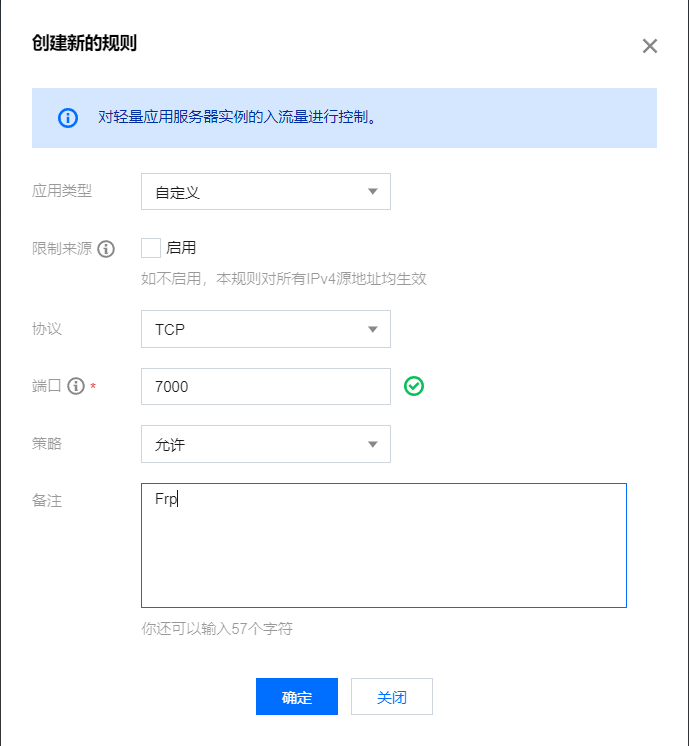 创建新的规则
对轻量应用服务器实例的入流量进行控制。
应用类型 自定义
限制来源 启用
如不启用，本规则对所有IPv4源地址均生效
协议 TCP
端口 * 7000
策略 允许
备注 Frp
你还可以输入57个字符
确定 关闭